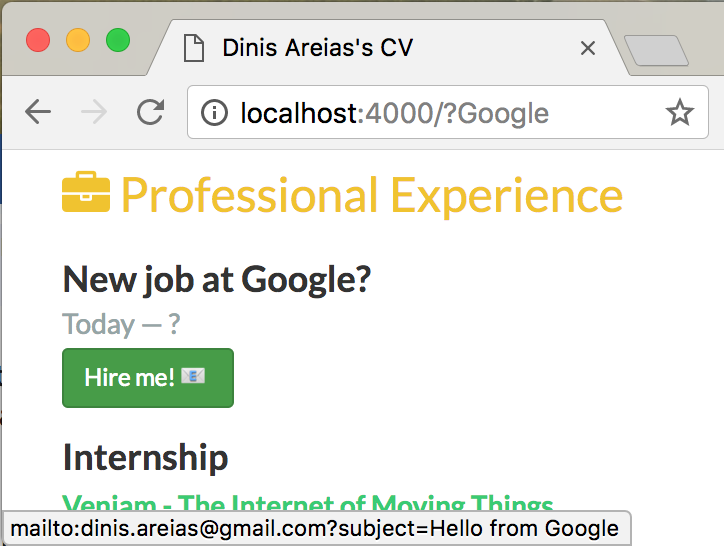 Dinis Areias's CV
localhost:4000/?Google
Professional Experience
New job at Google?
Today — ?
Hire me! 📧
Internship
Veniam - The Internet of Moving Things
mailto:dinis.areias@gmail.com?subject=Hello from Google